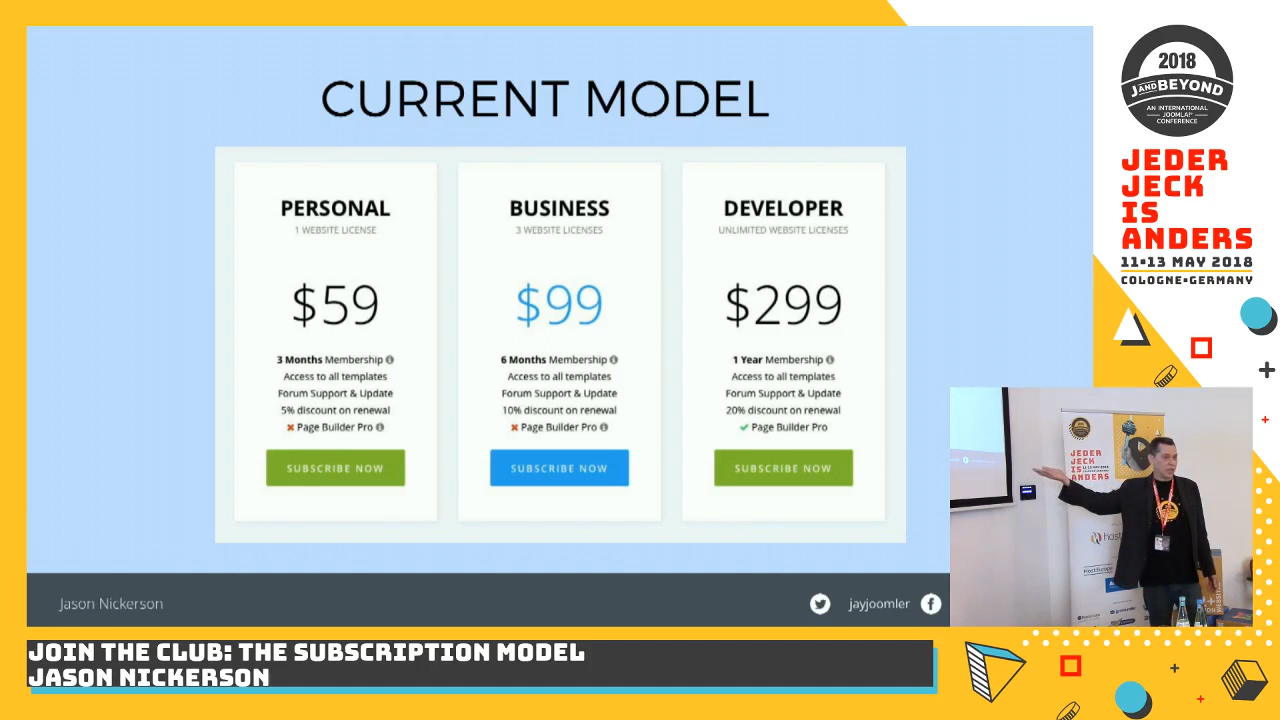 CURRENT MODEL
PERSONAL
1 WEBSITE LICENSE
$59
3 Months Membership
Access to all templates
Forum Support & Update
5% discount on renewal
Page Builder Pro
SUBSCRIBE NOW
BUSINESS
3 WEBSITE LICENSES
$99
6 Months Membership
Access to all templates
Forum Support & Update
10% discount on renewal
Page Builder Pro
SUBSCRIBE NOW
DEVELOPER
UNLIMITED WEBSITE LICENSES
$299
1 Year Membership
Access to all templates
Forum Support & Update
20% discount on renewal
Page Builder Pro
SUBSCRIBE NOW
Jason Nickerson
jayjoomler
JOIN THE CLUB: THE SUBSCRIPTION MODEL
JASON NICKERSON
2018
JANDBEYOND
AN INTERNATIONAL
JOOMLA!
CONFERENCE
JEDER
JECK
IS
ANDERS
11-13 MAY 2018
COLOGNE-GERMANY
JEDER
JECK
IS
ANDERS